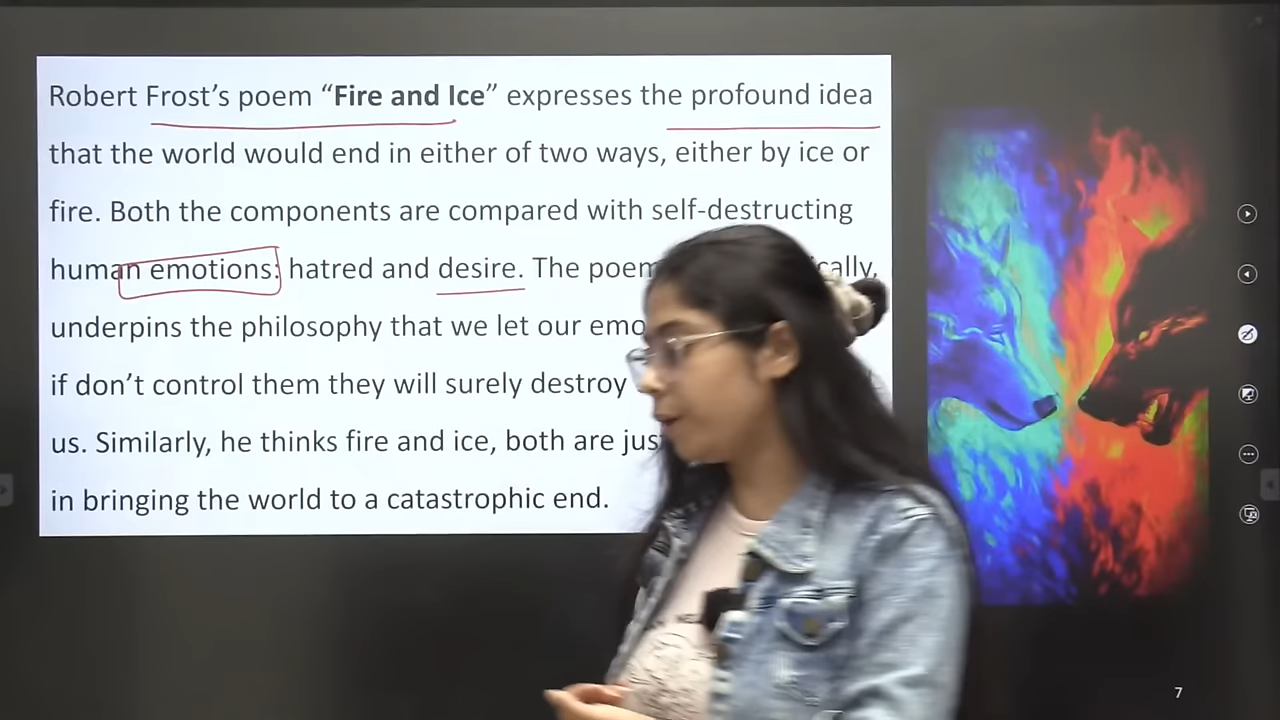 Robert Frost’s poem “Fire and Ice” expresses the profound idea
that the world would end in either of two ways, either by ice or
fire. Both the components are compared with self-destructing
human emotions: hatred and desire. The poem
underpins the philosophy that we let our
if don’t control them they will surely destroy
us. Similarly, he thinks fire and ice, both are
in bringing the world to a catastrophic end.
7